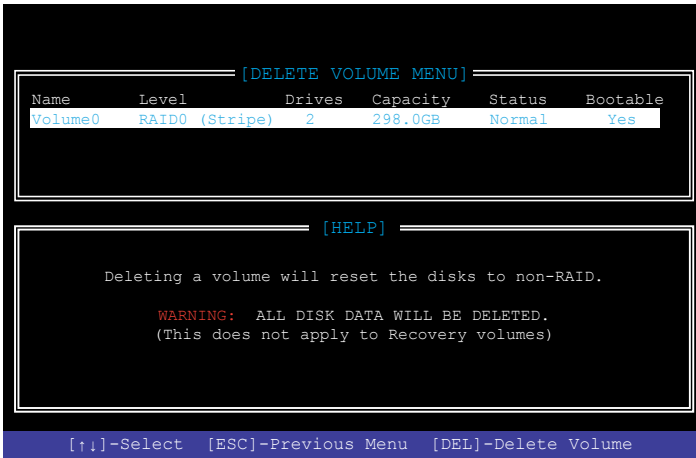 [DELETE VOLUME MENU]
Name Level Drives Capacity Status Bootable
Volume0 RAID0 (Stripe) 2 298.0GB Normal Yes
[HELP]
Deleting a volume will reset the disks to non-RAID.
WARNING: ALL DISK DATA WILL BE DELETED.
(This does not apply to Recovery volumes)
[↑↓]-Select [ESC]-Previous Menu [DEL]-Delete Volume